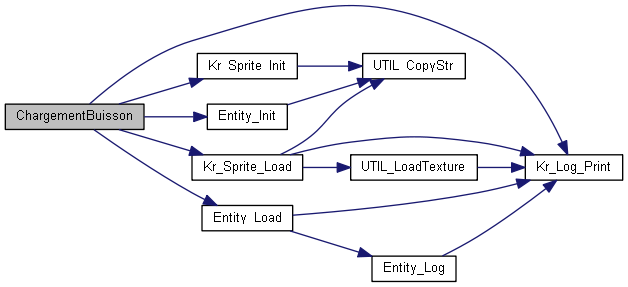 Kr_Sprite_Init
UTIL_CopyStr
ChargementBuisson
Entity_Init
Kr_Sprite_Load
UTIL_LoadTexture
Kr_Log_Print
Entity_Load
Entity_Log